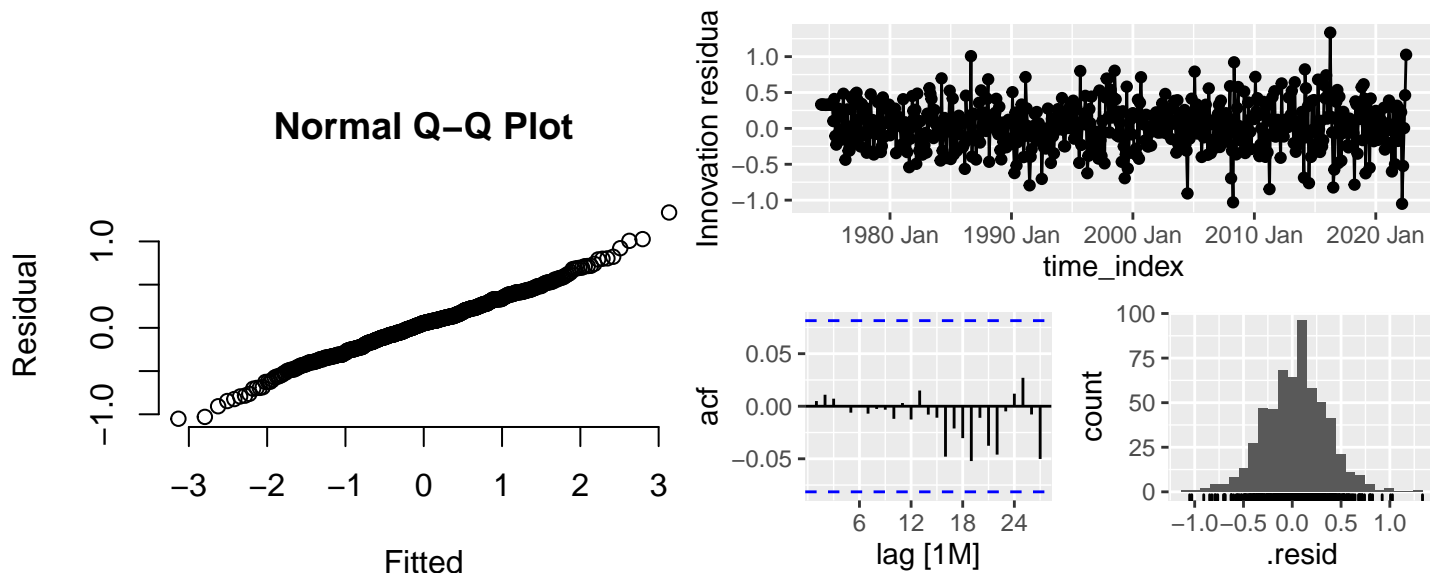 Normal Q−Q Plot
Residual
1.0
0.0
−1.0
−3 −2 −1 0 1 2 3
Fitted
Innovation residua
1.0
0.5
0.0
−0.5
−1.0
1980 Jan 1990 Jan 2000 Jan 2010 Jan 2020 Jan
time_index
acf
0.05
0.00
−0.05
6 12 18 24
lag [1M]
count
100
75
50
25
0
−1.0 −0.5 0.0 0.5 1.0
.resid